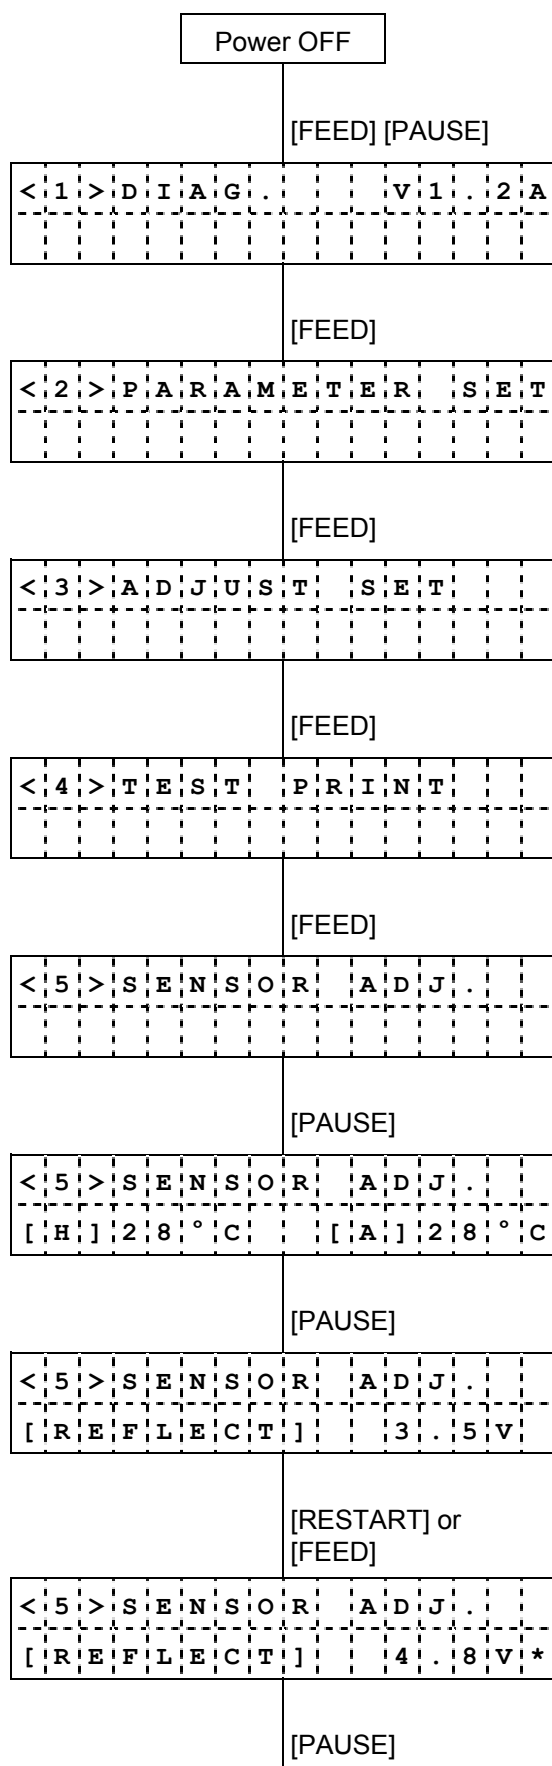 Power OFF
[FEED] [PAUSE]
<1>DIAG.   V1.2A
[FEED]
<2>PARAMETER SET
[FEED]
<3>ADJUST SET
[FEED]
<4>TEST PRINT
[FEED]
<5>SENSOR ADJ.
[PAUSE]
<5>SENSOR ADJ.
[H]28°C  [A]28°C
[PAUSE]
<5>SENSOR ADJ.
[REFLECT]  3.5V
[RESTART] or
[FEED]
<5>SENSOR ADJ.
[REFLECT]  4.8V*
[PAUSE]